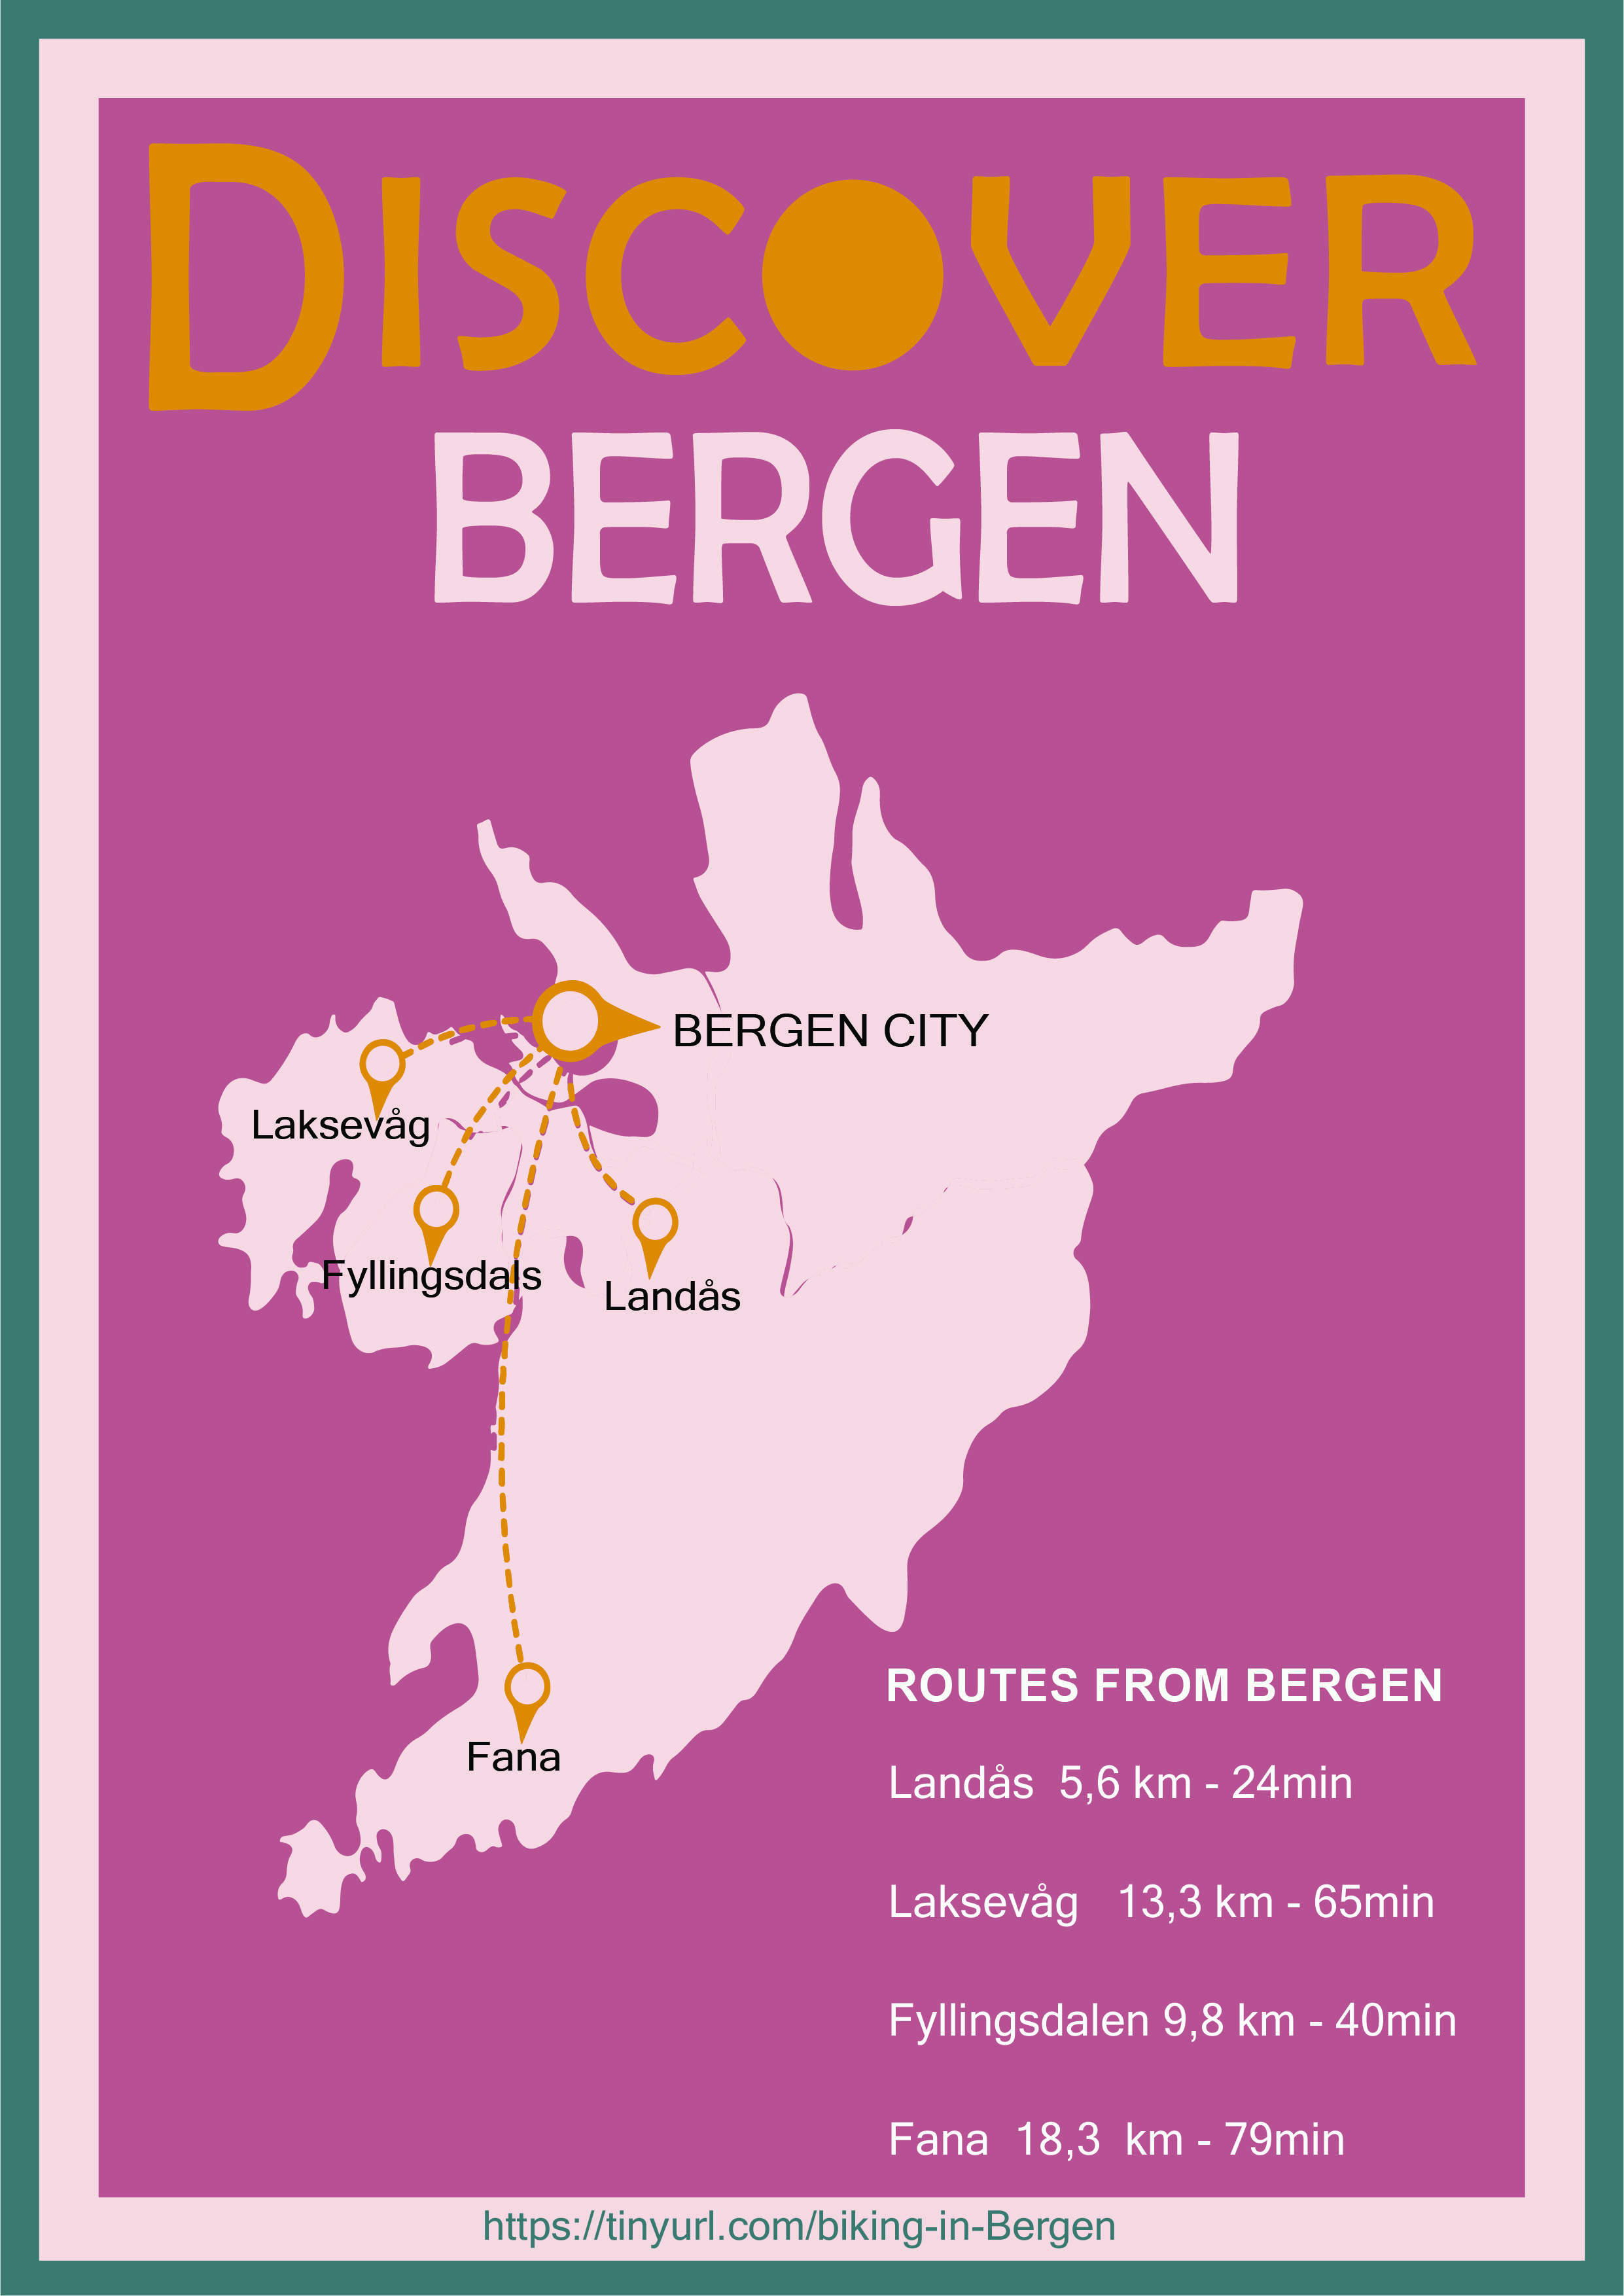 DISCOVER
BERGEN
BERGEN CITY
Laksevåg
Fyllingsdals
Landås
Fana
ROUTES FROM BERGEN
Landås 5,6 km - 24min
Laksevåg 13,3 km - 65min
Fyllingsdalen 9,8 km - 40min
Fana 18,3 km - 79min
https://tinyurl.com/biking-in-Bergen